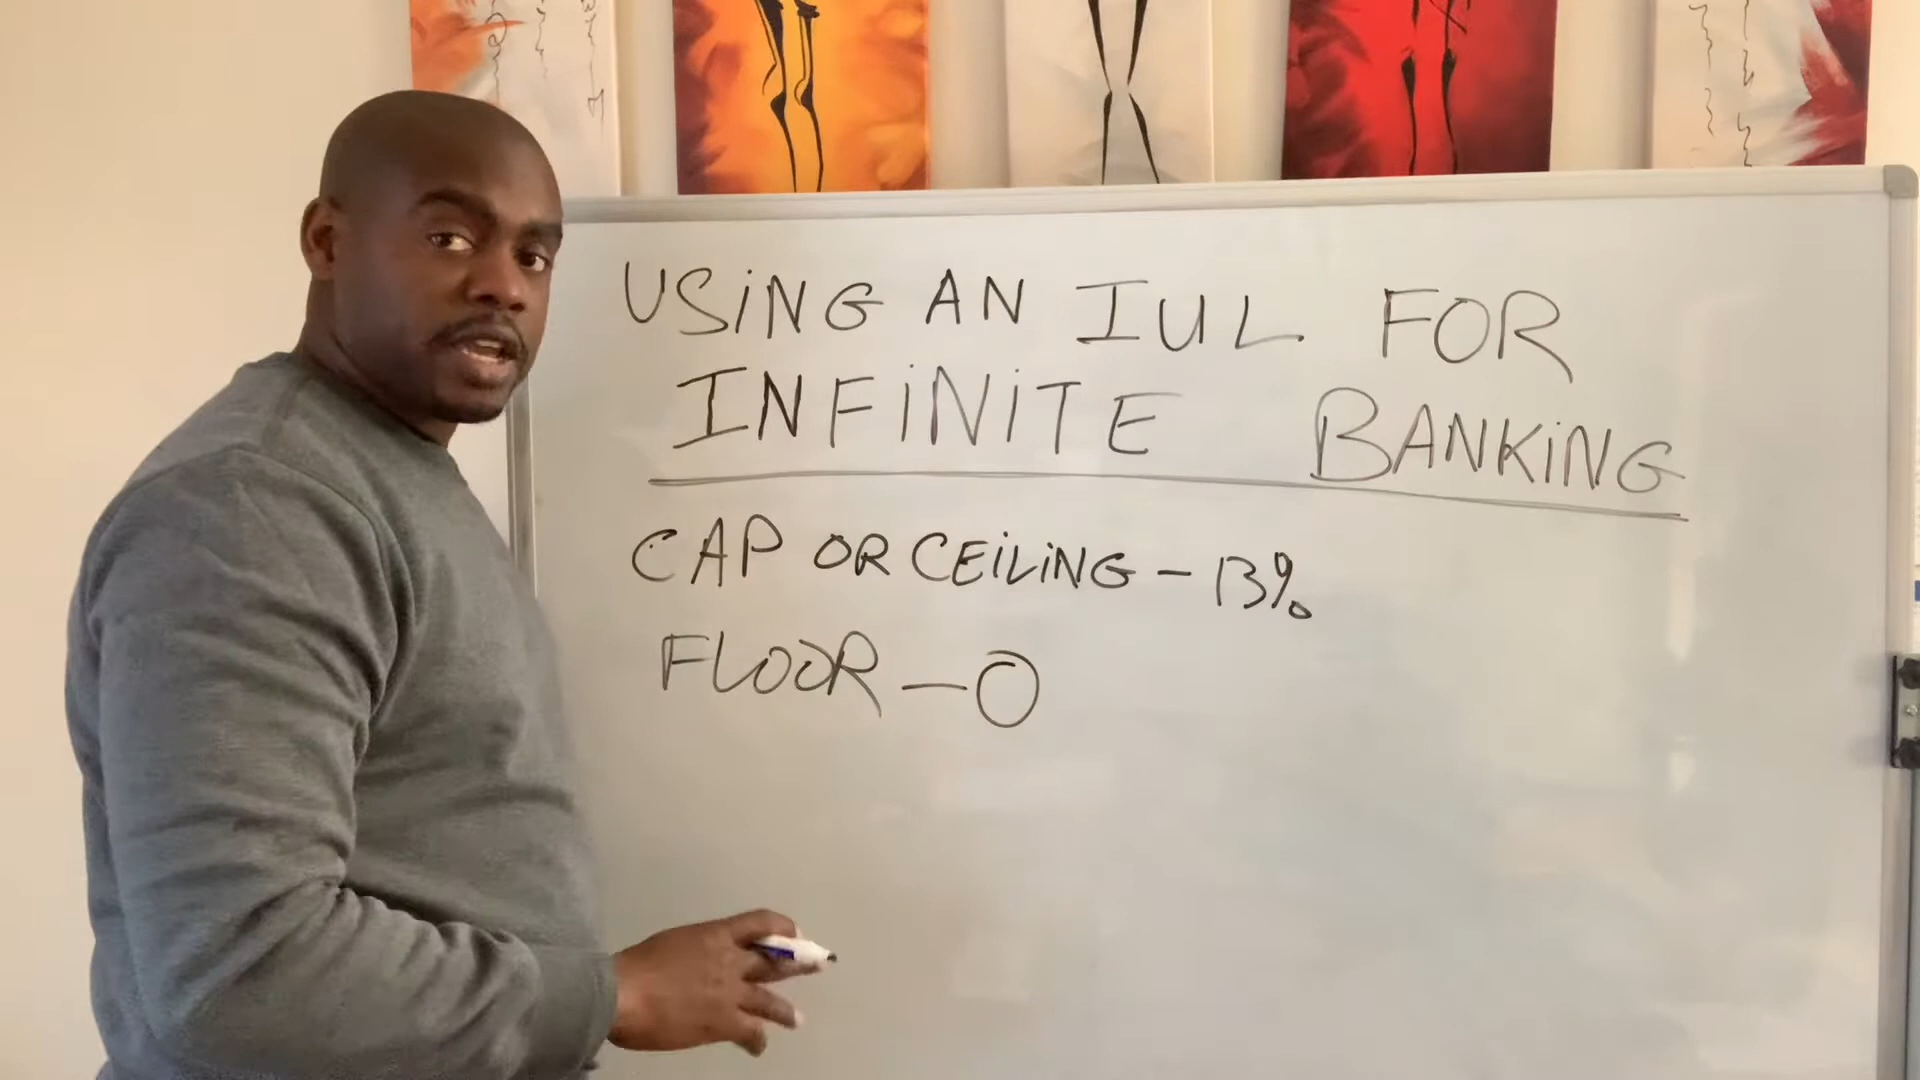 USiNG AN IUL FOR
INFiNiTE BANKiNG
CAP OR CEiLiNG - 13%
FLOOR - 0